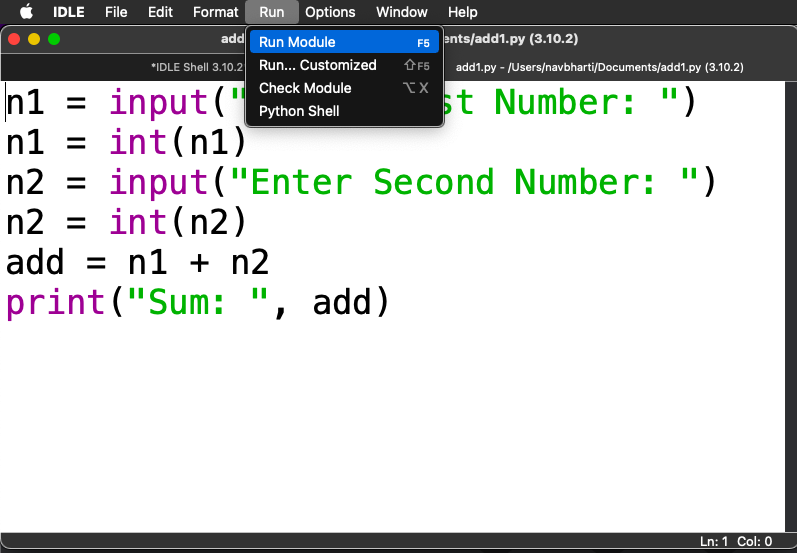 IDLE File Edit Format Run Options Window Help
add ents/add1.py (3.10.2)
*IDLE Shell 3.10.2 add1.py – /Users/navbharti/Documents/add1.py (3.10.2)
Run Module F5
Run... Customized ⇧F5
Check Module ⌥X
Python Shell
n1 = input(" st Number: ")
n1 = int(n1)
n2 = input("Enter Second Number: ")
n2 = int(n2)
add = n1 + n2
print("Sum: ", add)
Ln: 1 Col: 0